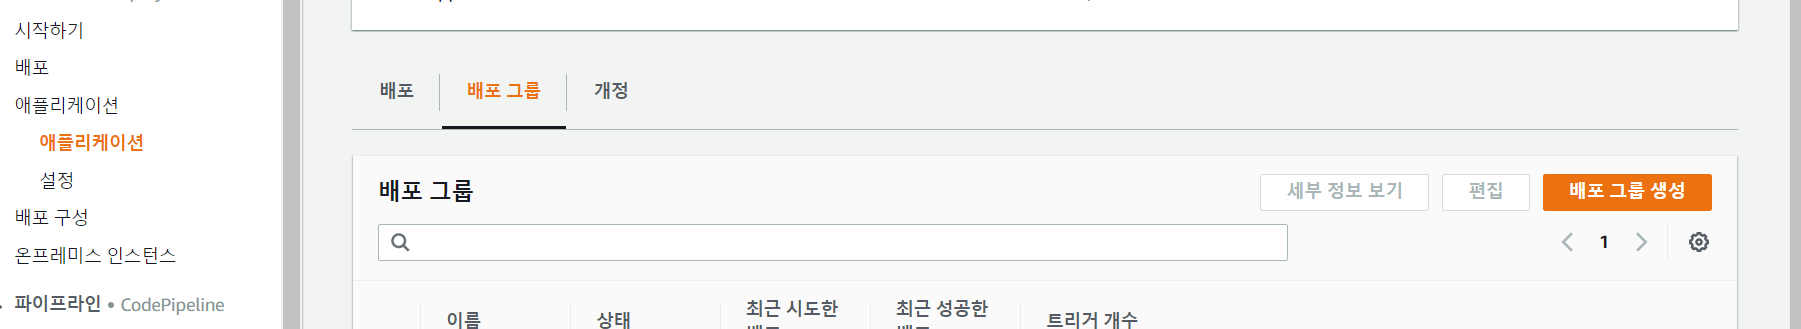 시작하기
배포
애플리케이션
애플리케이션
설정
배포 구성
온프레미스 인스턴스
파이프라인 • CodePipeline
배포
배포 그룹
개정
배포 그룹
세부 정보 보기
편집
배포 그룹 생성
1
이름
상태
최근 시도한
최근 성공한
트리거 개수